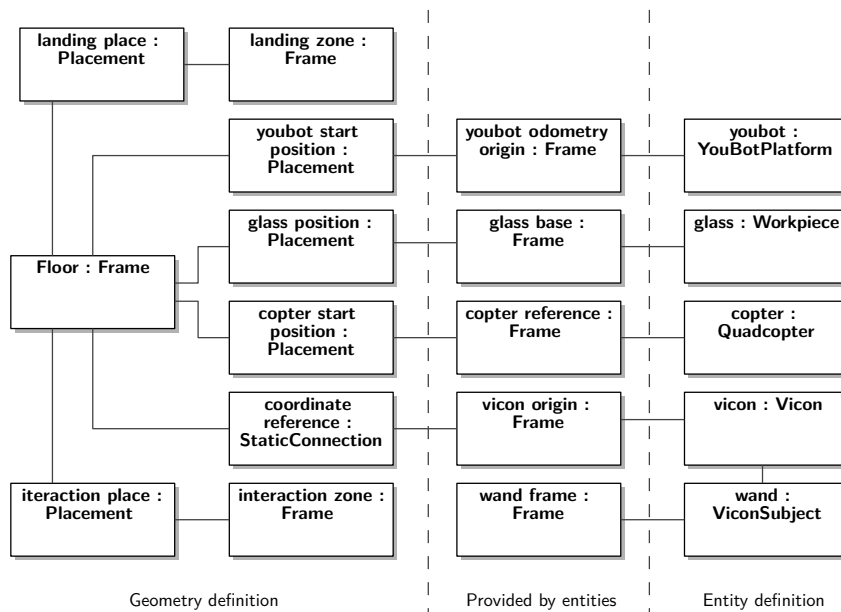 landing place :
Placement
landing zone :
Frame
youbot start
position :
Placement
youbot odometry
origin : Frame
youbot :
YouBotPlatform
glass position :
Placement
glass base :
Frame
glass : Workpiece
Floor : Frame
copter start
position :
Placement
copter reference :
Frame
copter :
Quadcopter
coordinate
reference :
StaticConnection
vicon origin :
Frame
vicon : Vicon
iteraction place :
Placement
interaction zone :
Frame
wand frame :
Frame
wand :
ViconSubject
Geometry definition
Provided by entities
Entity definition